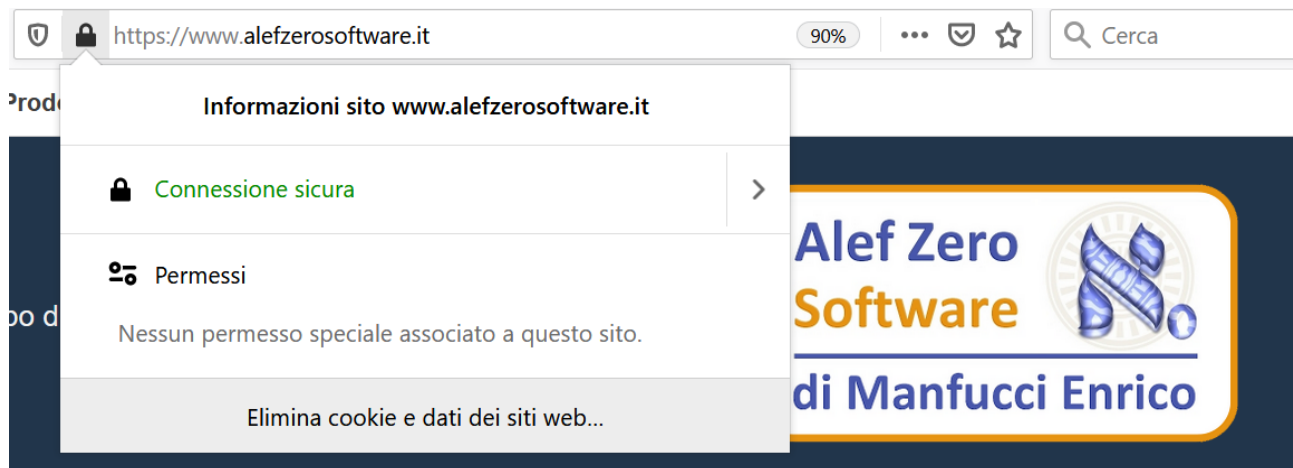 https://www.alefzerosoftware.it
90%
Cerca
Informazioni sito www.alefzerosoftware.it
Connessione sicura
Permessi
Nessun permesso speciale associato a questo sito.
Elimina cookie e dati dei siti web...
Alef Zero
Software
di Manfucci Enrico